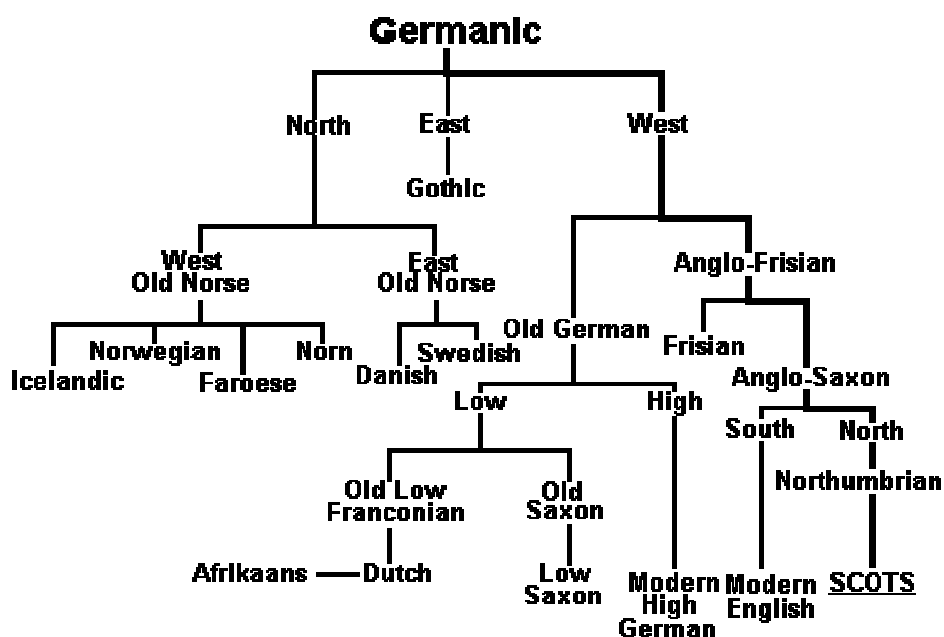 Germanic
North East West
Gothic
West
Old Norse
East
Old Norse
Anglo-Frisian
Old German
Frisian
Icelandic
Norwegian
Faroese
Norn
Danish
Swedish
Anglo-Saxon
Low
High
South
North
Northumbrian
Old Low
Franconian
Old
Saxon
Afrikaans
Dutch
Low
Saxon
Modern
High
German
Modern
English
SCOTS